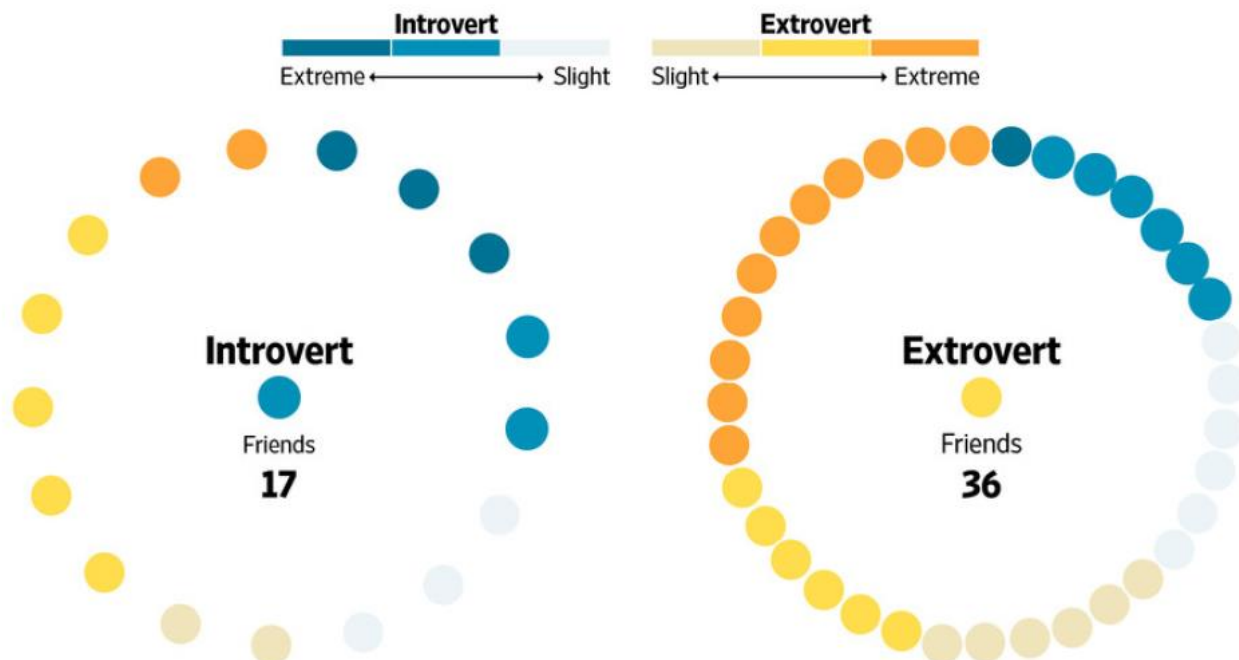 Introvert
Extreme Slight
Extrovert
Slight Extreme
Introvert
Friends
17
Extrovert
Friends
36